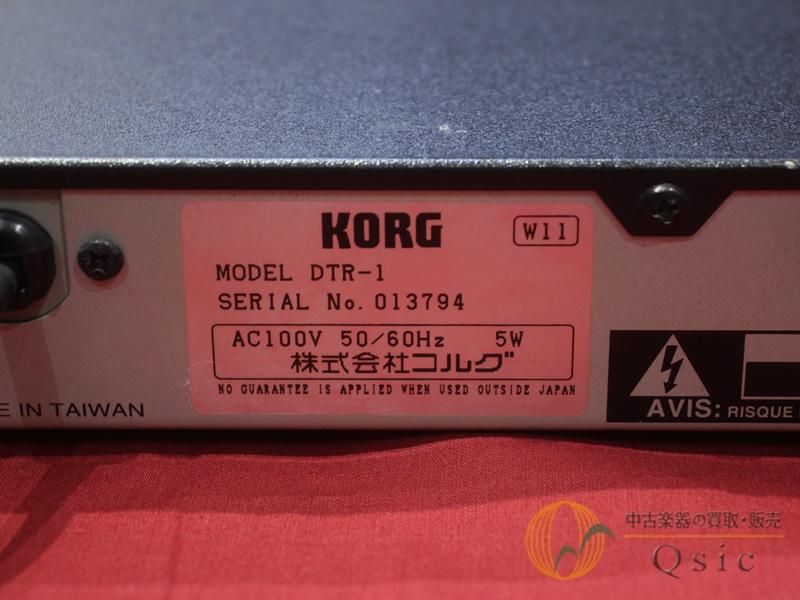 KORG
W11
MODEL DTR-1
SERIAL No. 013794
AC100V 50/60Hz 5W
株式会社コルグ
NO GUARANTEE IS APPLIED WHEN USED OUTSIDE JAPAN
E IN TAIWAN
AVIS: RISQUE
中古楽器の買取・販売
Qsic